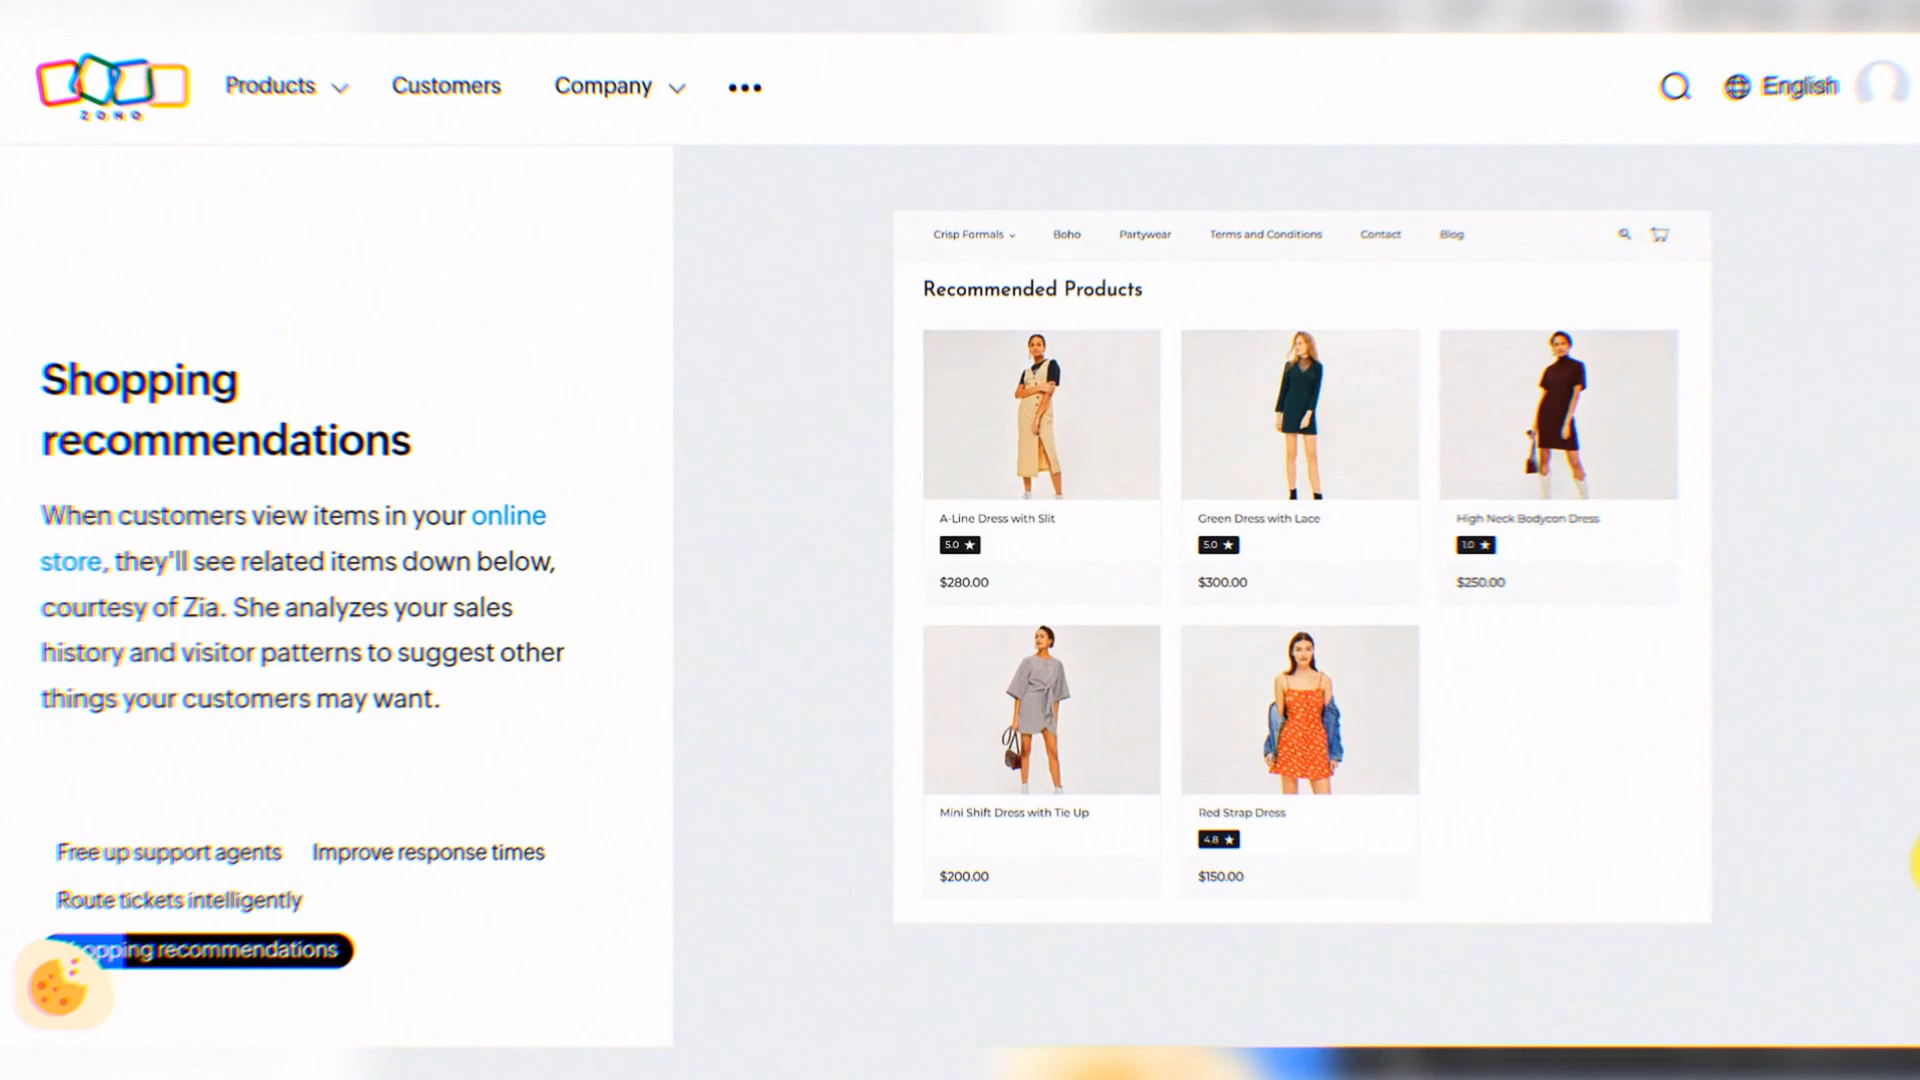 ZOHO
Products
Customers
Company
•••
English
Shopping
recommendations
When customers view items in your online
store, they'll see related items down below,
courtesy of Zia. She analyzes your sales
history and visitor patterns to suggest other
things your customers may want.
Free up support agents
Improve response times
Route tickets intelligently
opping recommendations
Crisp Formals
Boho
Partywear
Terms and Conditions
Contact
Blog
Recommended Products
A-Line Dress with Slit
5.0 ★
$280.00
Green Dress with Lace
5.0 ★
$300.00
High Neck Bodycon Dress
1.0 ★
$250.00
Mini Shift Dress with Tie Up
$200.00
Red Strap Dress
4.8 ★
$150.00